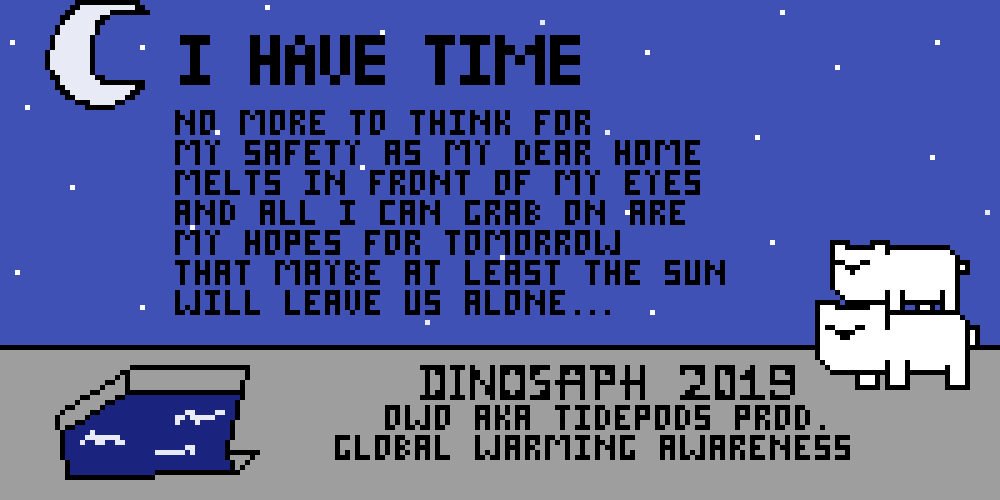 I HAVE TIME
NO MORE TO THINK FOR
MY SAFETY AS MY DEAR HOME
MELTS IN FRONT OF MY EYES
AND ALL I CAN GRAB ON ARE
MY HOPES FOR TOMORROW
THAT MAYBE AT LEAST THE SUN
WILL LEAVE US ALONE...
DINOSAPH 2019
OWO AKA TIDEPODS PROD.
GLOBAL WARMING AWARENESS